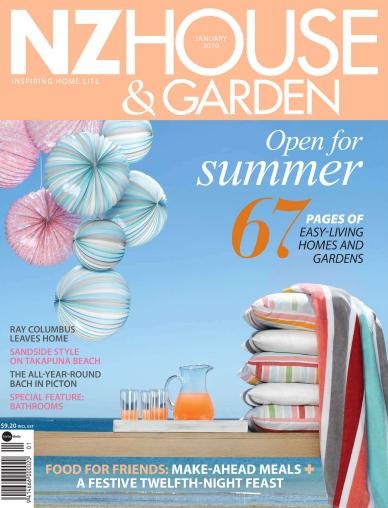 NZ HOUSE
JANUARY
2010
INSPIRING HOME LIFE
& GARDEN
Open for
summer
67 PAGES OF
EASY-LIVING
HOMES AND
GARDENS
RAY COLUMBUS
LEAVES HOME
SANDSIDE STYLE
ON TAKAPUNA BEACH
THE ALL-YEAR-ROUND
BACH IN PICTON
SPECIAL FEATURE:
BATHROOMS
$9.20 INCL GST
01
FOOD FOR FRIENDS: MAKE-AHEAD MEALS +
A FESTIVE TWELFTH-NIGHT FEAST